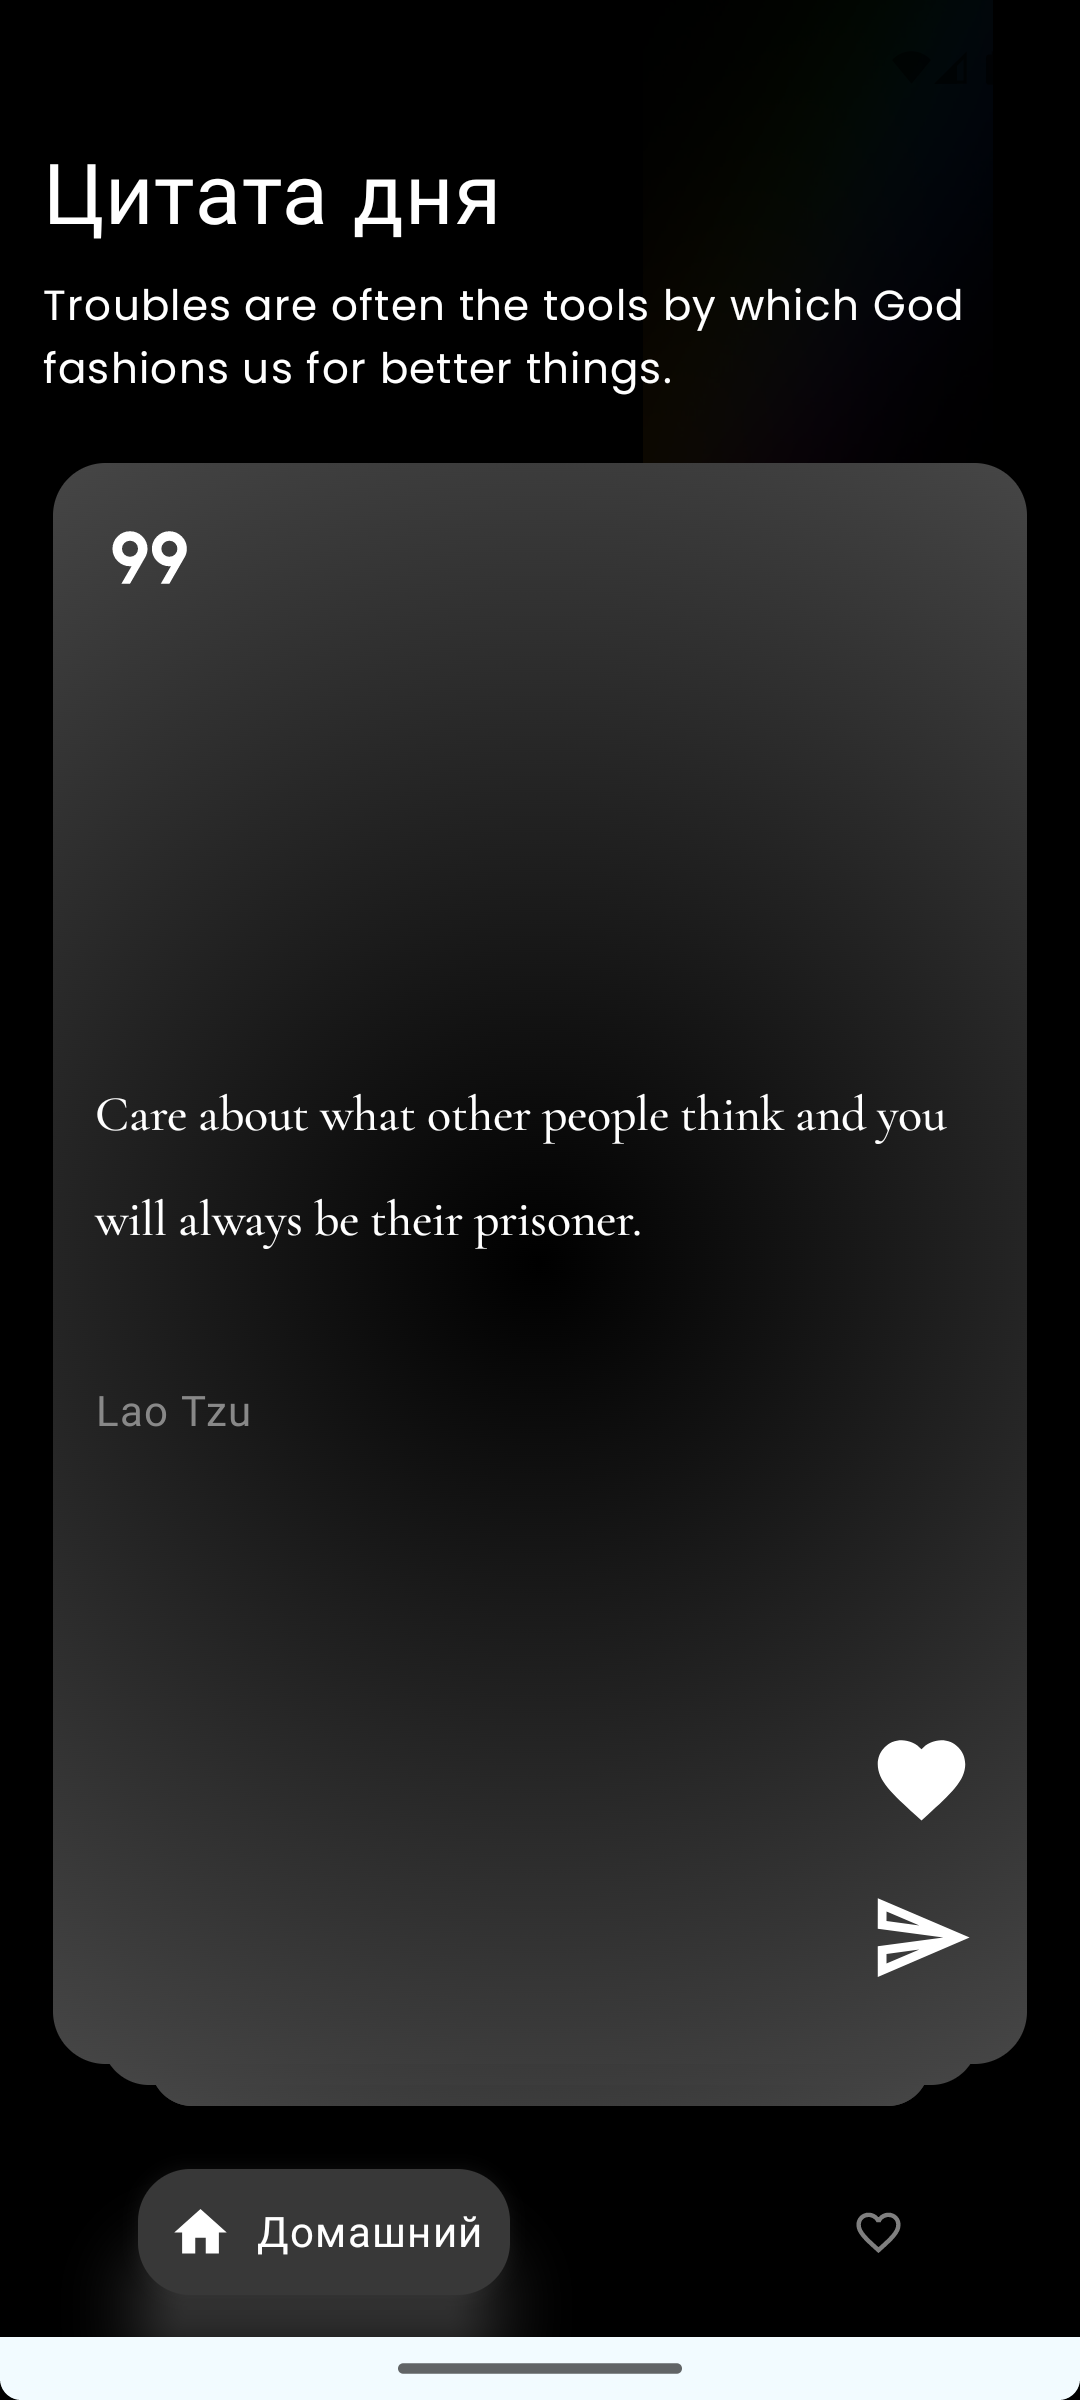 Цитата дня
Troubles are often the tools by which God
fashions us for better things.
99
Care about what other people think and you
will always be their prisoner.
Lao Tzu
Домашний